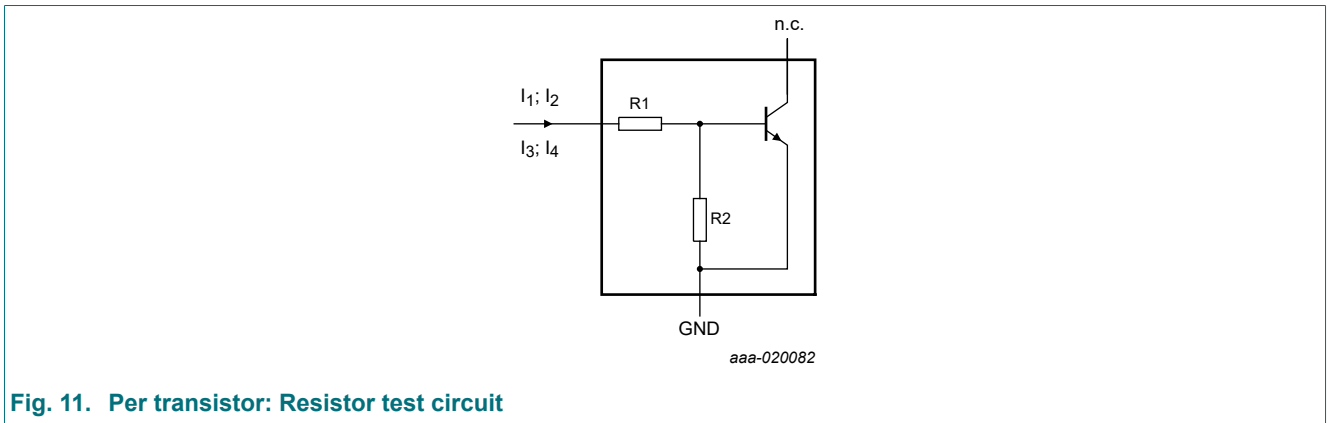 n.c.
I1; I2
R1
I3; I4
R2
GND
aaa-020082
Fig. 11. Per transistor: Resistor test circuit